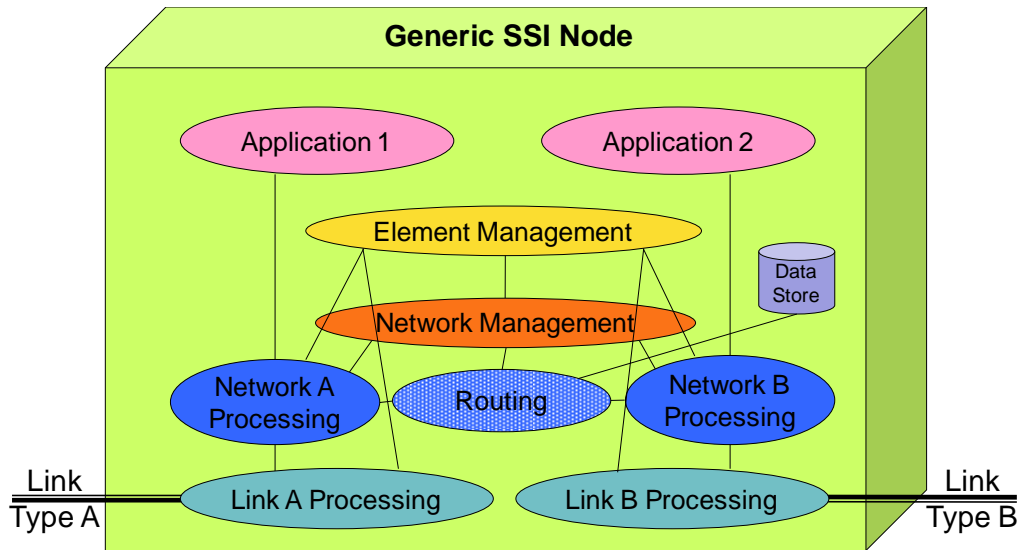 Generic SSI Node
Application 1
Application 2
Element Management
Data
Store
Network Management
Network A
Processing
Routing
Network B
Processing
Link
Type A
Link A Processing
Link B Processing
Link
Type B